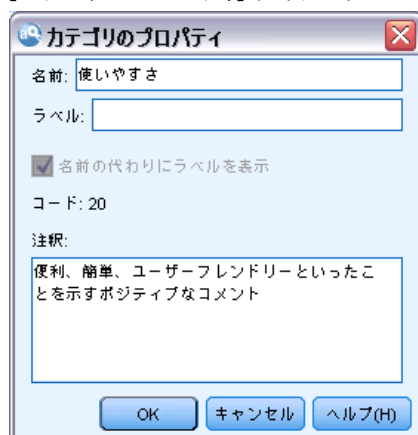 カテゴリのプロパティ
名前: 使いやすさ
ラベル:
名前の代わりにラベルを表示
コード: 20
注釈:
便利、簡単、ユーザーフレンドリーといったこ
とを示すポジティブなコメント
OK キャンセル ヘルプ(H)